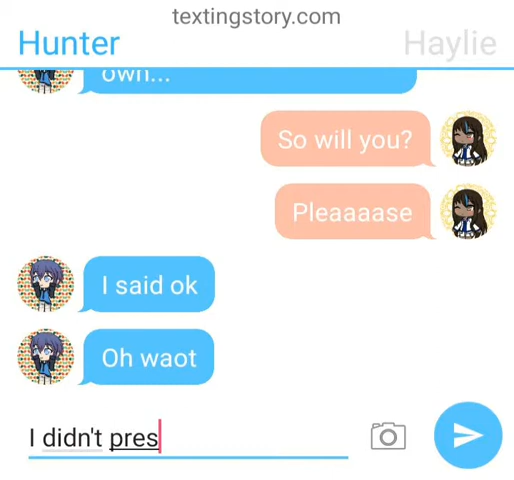 textingstory.com
Hunter
Haylie
own...
So will you?
Pleaaaase
I said ok
Oh waot
I didn't pres